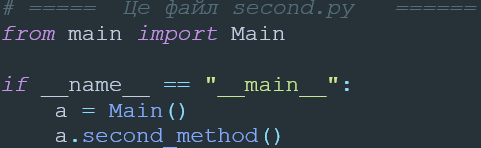 # =====  Це файл second.py   ======
from main import Main

if __name__ == "__main__":
    a = Main()
    a.second_method()